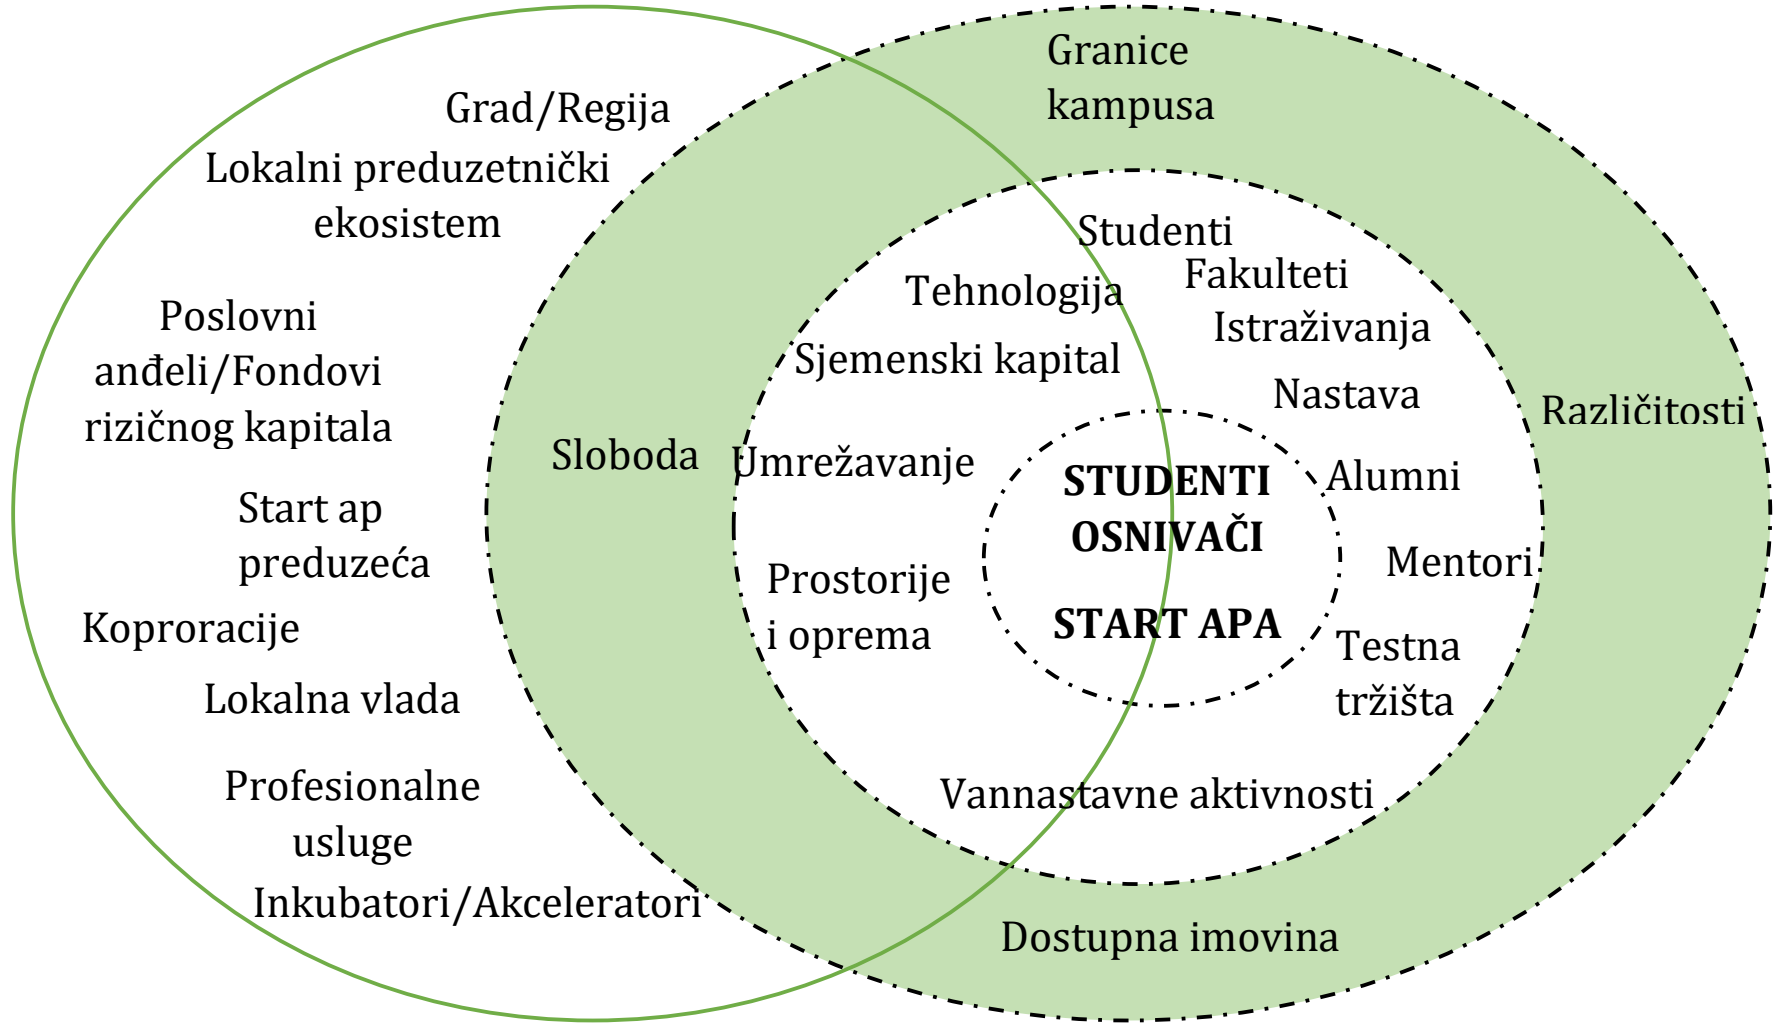 Grad/Regija
Lokalni preduzetnički
ekosistem
Poslovni
anđeli/Fondovi
rizičnog kapitala
Start ap
preduzeća
Koproracije
Lokalna vlada
Profesionalne
usluge
Inkubatori/Akceleratori
Granice
kampusa
Sloboda
Različitosti
Dostupna imovina
Studenti
Fakulteti
Tehnologija
Istraživanja
Sjemenski kapital
Nastava
Umrežavanje
Alumni
Prostorije
i oprema
Mentori
Testna
tržišta
Vannastavne aktivnosti
STUDENTI
OSNIVAČI
START APA